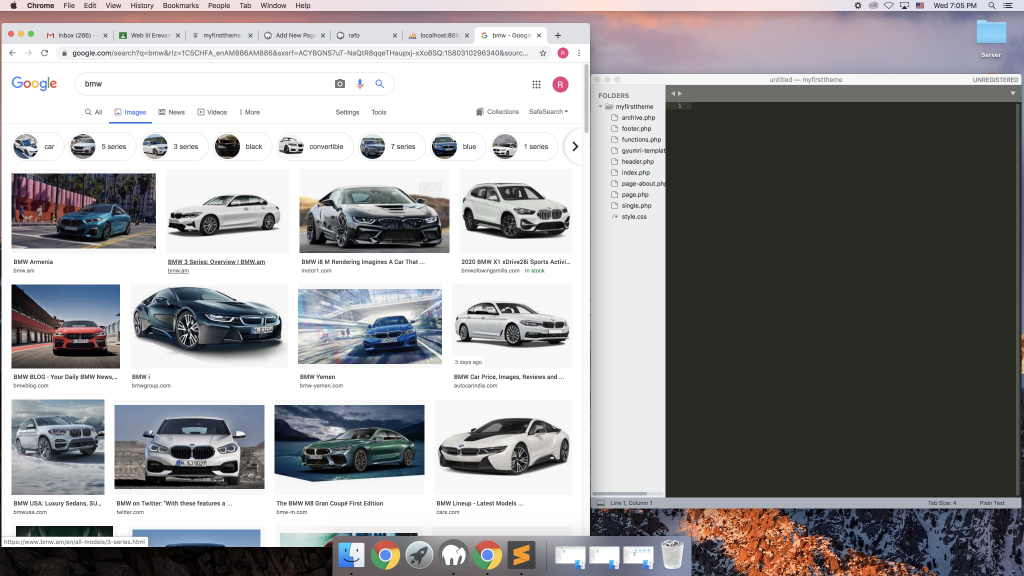 Chrome File Edit View History Bookmarks People Tab Window Help
Wed 7:05 PM
Server
Inbox (266) -
Web III Erevan
myfirsttheme
Add New Page
rafo
localhost:868
bmw - Google
google.com/search?q=bmw&rlz=1C5CHFA_enAM886AM886&sxsrf=ACYBGNS7uT-NaQtR8qqeTHaupxj-xXoBSQ:1580310296340&sourc...
R
Google
bmw
R
All Images News Videos More Settings Tools
Collections SafeSearch
car
5 series
3 series
black
convertible
7 series
blue
1 series
BMW Armenia
bmw.am
BMW 3 Series: Overview | BMW.am
bmw.am
BMW i8 M Rendering Imagines A Car That ...
motor1.com
2020 BMW X1 xDrive28i Sports Activi...
bmwofowingsmills.com · In stock
BMW BLOG - Your Daily BMW News,...
bmwblog.com
BMW i
bmwgroup.com
BMW Yemen
bmw-yemen.com
3 days ago
BMW Car Price, Images, Reviews and ...
autocarindia.com
BMW USA: Luxury Sedans, SU...
bmwusa.com
BMW on Twitter: "With these features a ...
twitter.com
The BMW M8 Gran Coupé First Edition
bmw-m.com
BMW Lineup - Latest Models ...
cars.com
https://www.bmw.am/en/all-models/3-series.html
untitled — myfirsttheme
UNREGISTERED
FOLDERS
myfirsttheme
archive.php
footer.php
functions.php
gyumri-templat
header.php
index.php
page-about.php
page.php
single.php
style.css
1
Line 1, Column 1
Tab Size: 4
Plain Text